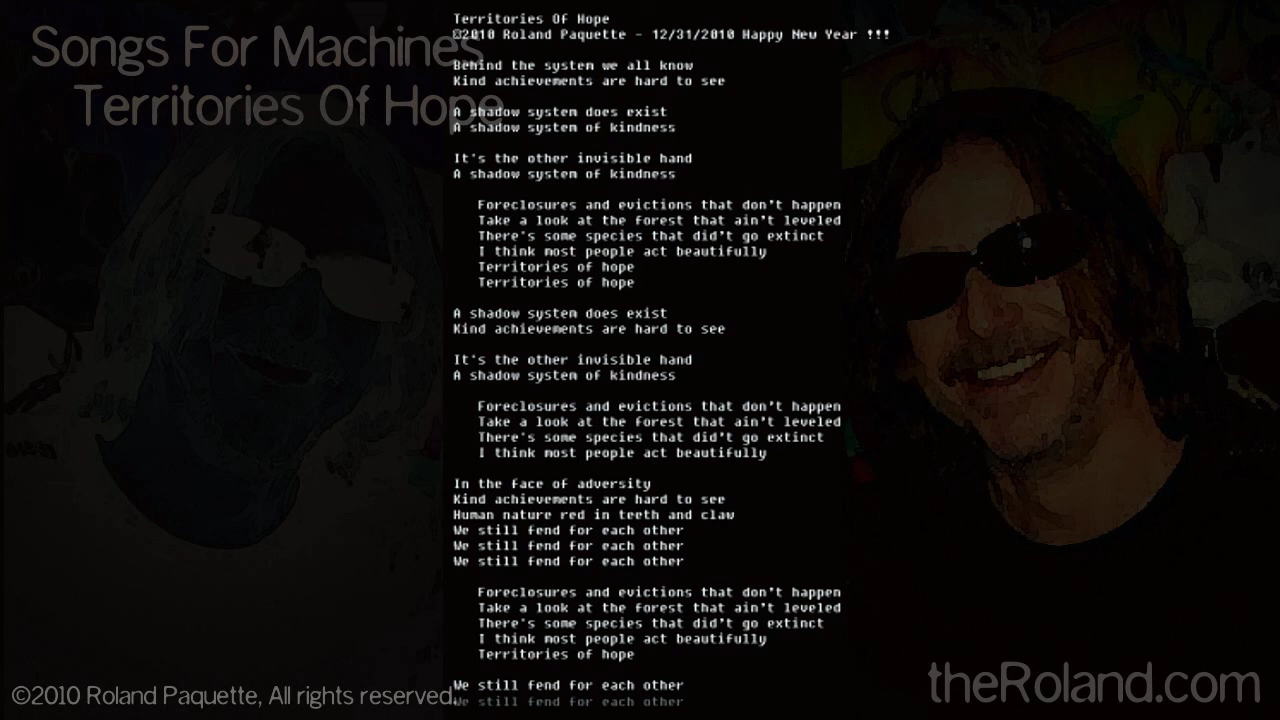 Songs For Machines
Territories Of Hope
Territories Of Hope
©2010 Roland Paquette - 12/31/2010 Happy New Year !!!
Behind the system we all know
Kind achievements are hard to see
A shadow system does exist
A shadow system of kindness
It's the other invisible hand
A shadow system of kindness
Foreclosures and evictions that don't happen
Take a look at the forest that ain't leveled
There's some species that did't go extinct
I think most people act beautifully
Territories of hope
Territories of hope
A shadow system does exist
Kind achievements are hard to see
It's the other invisible hand
A shadow system of kindness
Foreclosures and evictions that don't happen
Take a look at the forest that ain't leveled
There's some species that did't go extinct
I think most people act beautifully
In the face of adversity
Kind achievements are hard to see
Human nature red in teeth and claw
We still fend for each other
We still fend for each other
We still fend for each other
Foreclosures and evictions that don't happen
Take a look at the forest that ain't leveled
There's some species that did't go extinct
I think most people act beautifully
Territories of hope
We still fend for each other
We still fend for each other
©2010 Roland Paquette, All rights reserved.
theRoland.com